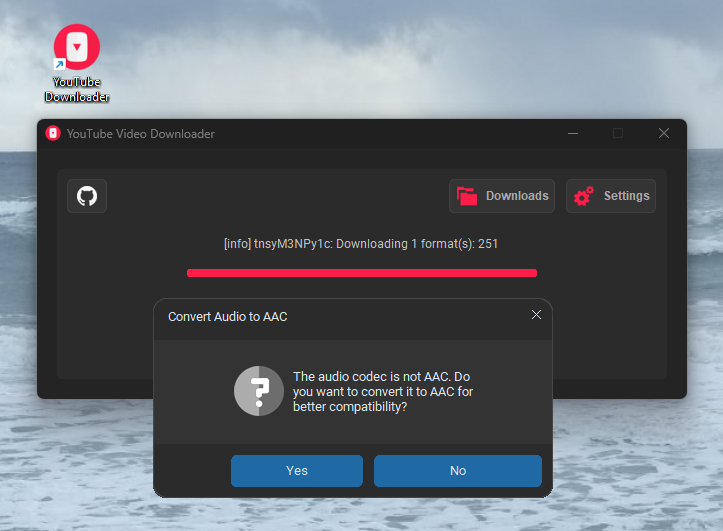 YouTube
Downloader
YouTube Video Downloader
Downloads
Settings
[info] tnsyM3NPy1c: Downloading 1 format(s): 251
Convert Audio to AAC
The audio codec is not AAC. Do
you want to convert it to AAC for
better compatibility?
Yes
No